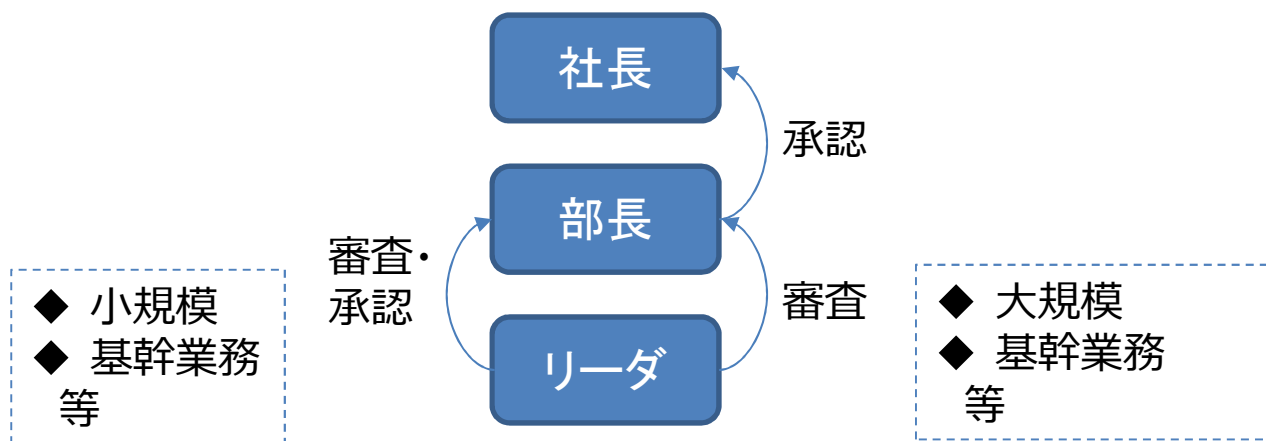 社長
承認
部長
審査・
承認
審査
リーダ
◆ 小規模
◆ 基幹業務
等
◆ 大規模
◆ 基幹業務
等